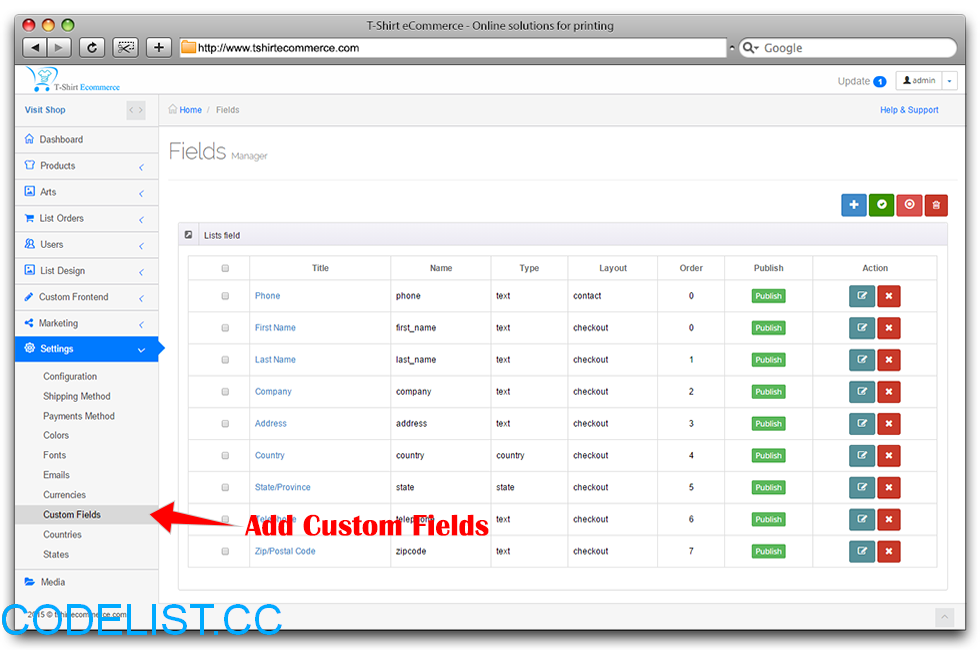 T-Shirt eCommerce - Online solutions for printing
http://www.tshirtecommerce.com
Google
T-Shirt Ecommerce
Update 1
admin
Visit Shop
Home / Fields
Help & Support
Dashboard
Products
Arts
List Orders
Users
List Design
Custom Frontend
Marketing
Settings
Configuration
Shipping Method
Payments Method
Colors
Fonts
Emails
Currencies
Custom Fields
Countries
States
Media
Fields Manager
Lists field
Title Name Type Layout Order Publish Action
Phone phone text contact 0 Publish
First Name first_name text checkout 0 Publish
Last Name last_name text checkout 1 Publish
Company company text checkout 2 Publish
Address address text checkout 3 Publish
Country country country checkout 4 Publish
State/Province state state checkout 5 Publish
Telephone telephone text checkout 6 Publish
Zip/Postal Code zipcode text checkout 7 Publish
Add Custom Fields
2015 © tshirtecommerce.com
CODELIST.CC